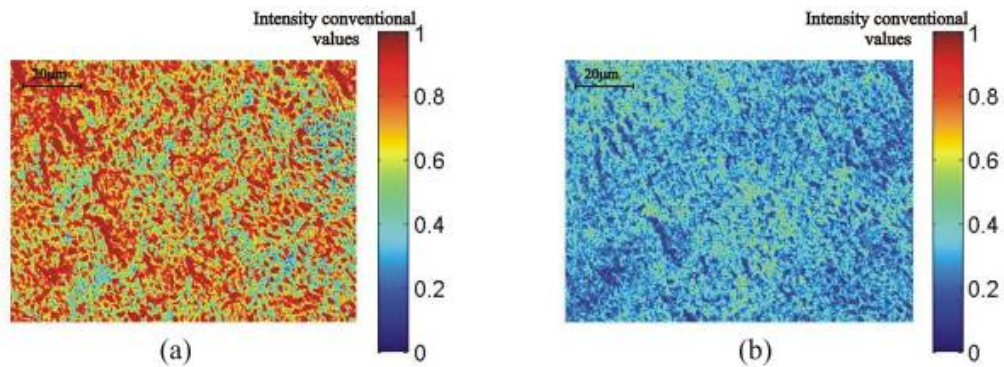 Intensity conventional
values
20μm
1
0.8
0.6
0.4
0.2
0
(a)
Intensity conventional
values
20μm
1
0.8
0.6
0.4
0.2
0
(b)